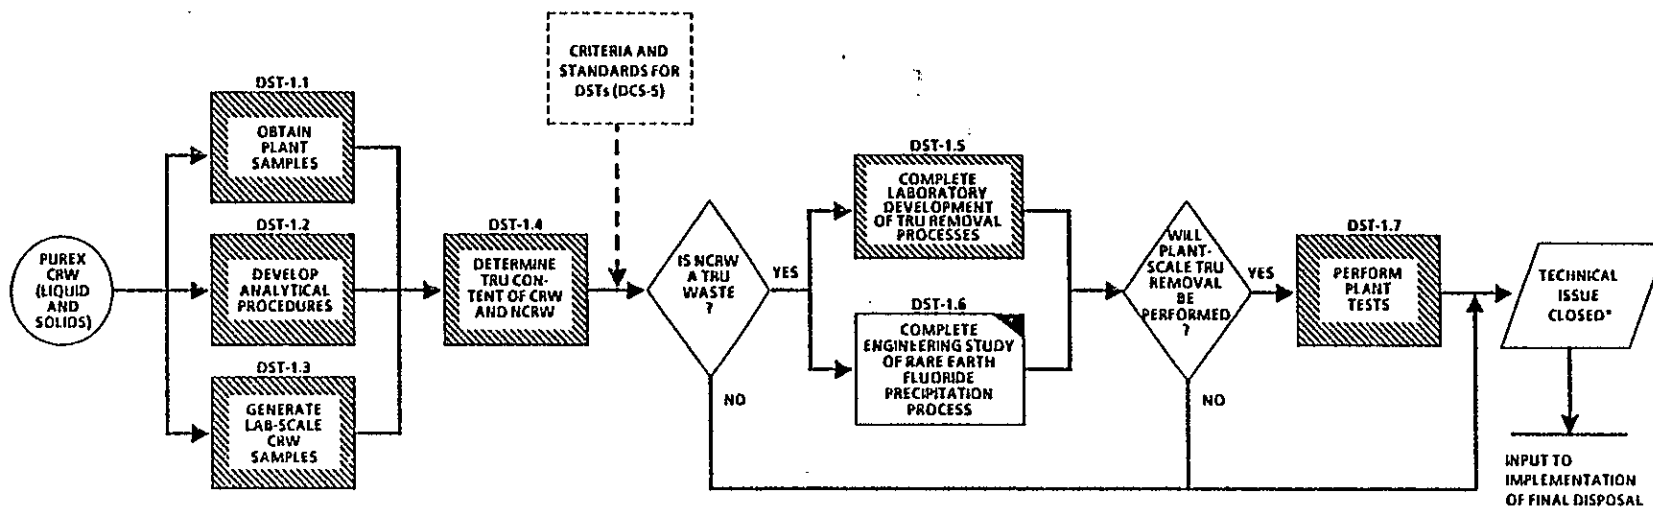 PUREX
CRW
(LIQUID
AND
SOLIDS)
DST-1.1
OBTAIN
PLANT
SAMPLES
DST-1.2
DEVELOP
ANALYTICAL
PROCEDURES
DST-1.3
GENERATE
LAB-SCALE
CRW
SAMPLES
DST-1.4
DETERMINE
TRU CON-
TENT OF CRW
AND NCRW
CRITERIA AND
STANDARDS FOR
DSTs (DCS-5)
IS NCRW
A TRU
WASTE
?
YES
NO
DST-1.5
COMPLETE
LABORATORY
DEVELOPMENT
OF TRU REMOVAL
PROCESSES
DST-1.6
COMPLETE
ENGINEERING STUDY
OF RARE EARTH
FLUORIDE
PRECIPITATION
PROCESS
WILL
PLANT-
SCALE TRU
REMOVAL
BE
PERFORMED
?
YES
NO
DST-1.7
PERFORM
PLANT
TESTS
TECHNICAL
ISSUE
CLOSED*
INPUT TO
IMPLEMENTATION
OF FINAL DISPOSAL